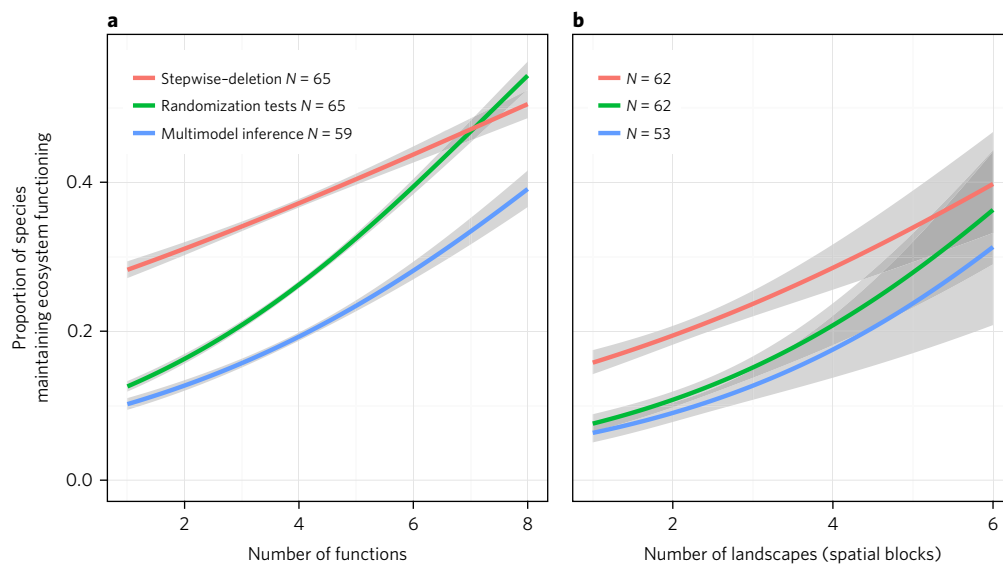 a
Stepwise–deletion N = 65
Randomization tests N = 65
Multimodel inference N = 59
Proportion of species
maintaining ecosystem functioning
0.4
0.2
0.0
2 4 6 8
Number of functions
b
N = 62
N = 62
N = 53
2 4 6
Number of landscapes (spatial blocks)